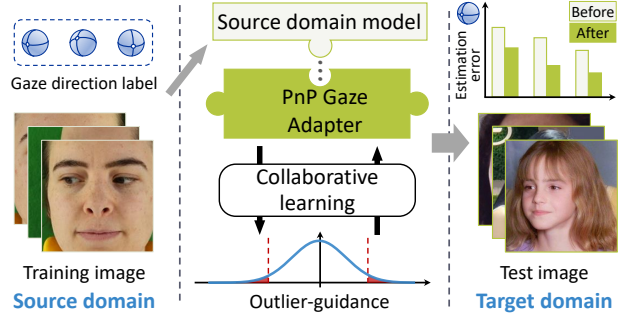 Gaze direction label
Training image
Source domain
Source domain model
PnP Gaze
Adapter
Collaborative
learning
Outlier-guidance
Estimation
error
Before
After
Test image
Target domain